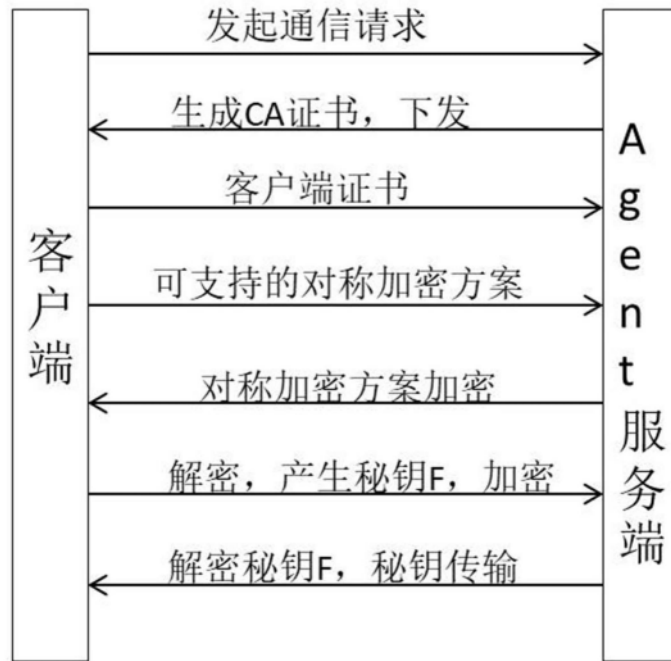 发起通信请求
生成CA证书，下发
客户端证书
可支持的对称加密方案
对称加密方案加密
解密，产生秘钥F，加密
解密秘钥F，秘钥传输
客户端
Agent服务端